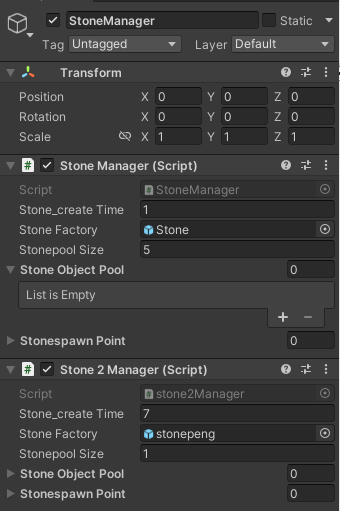 StoneManager Static
Tag Untagged Layer Default
Transform
Position X 0 Y 0 Z 0
Rotation X 0 Y 0 Z 0
Scale X 1 Y 1 Z 1
# Stone Manager (Script)
Script # StoneManager
Stone_create Time 1
Stone Factory Stone
Stonepool Size 5
Stone Object Pool 0
List is Empty
+ −
Stonespawn Point 0
# Stone 2 Manager (Script)
Script # stone2Manager
Stone_create Time 7
Stone Factory stonepeng
Stonepool Size 1
Stone Object Pool 0
Stonespawn Point 0